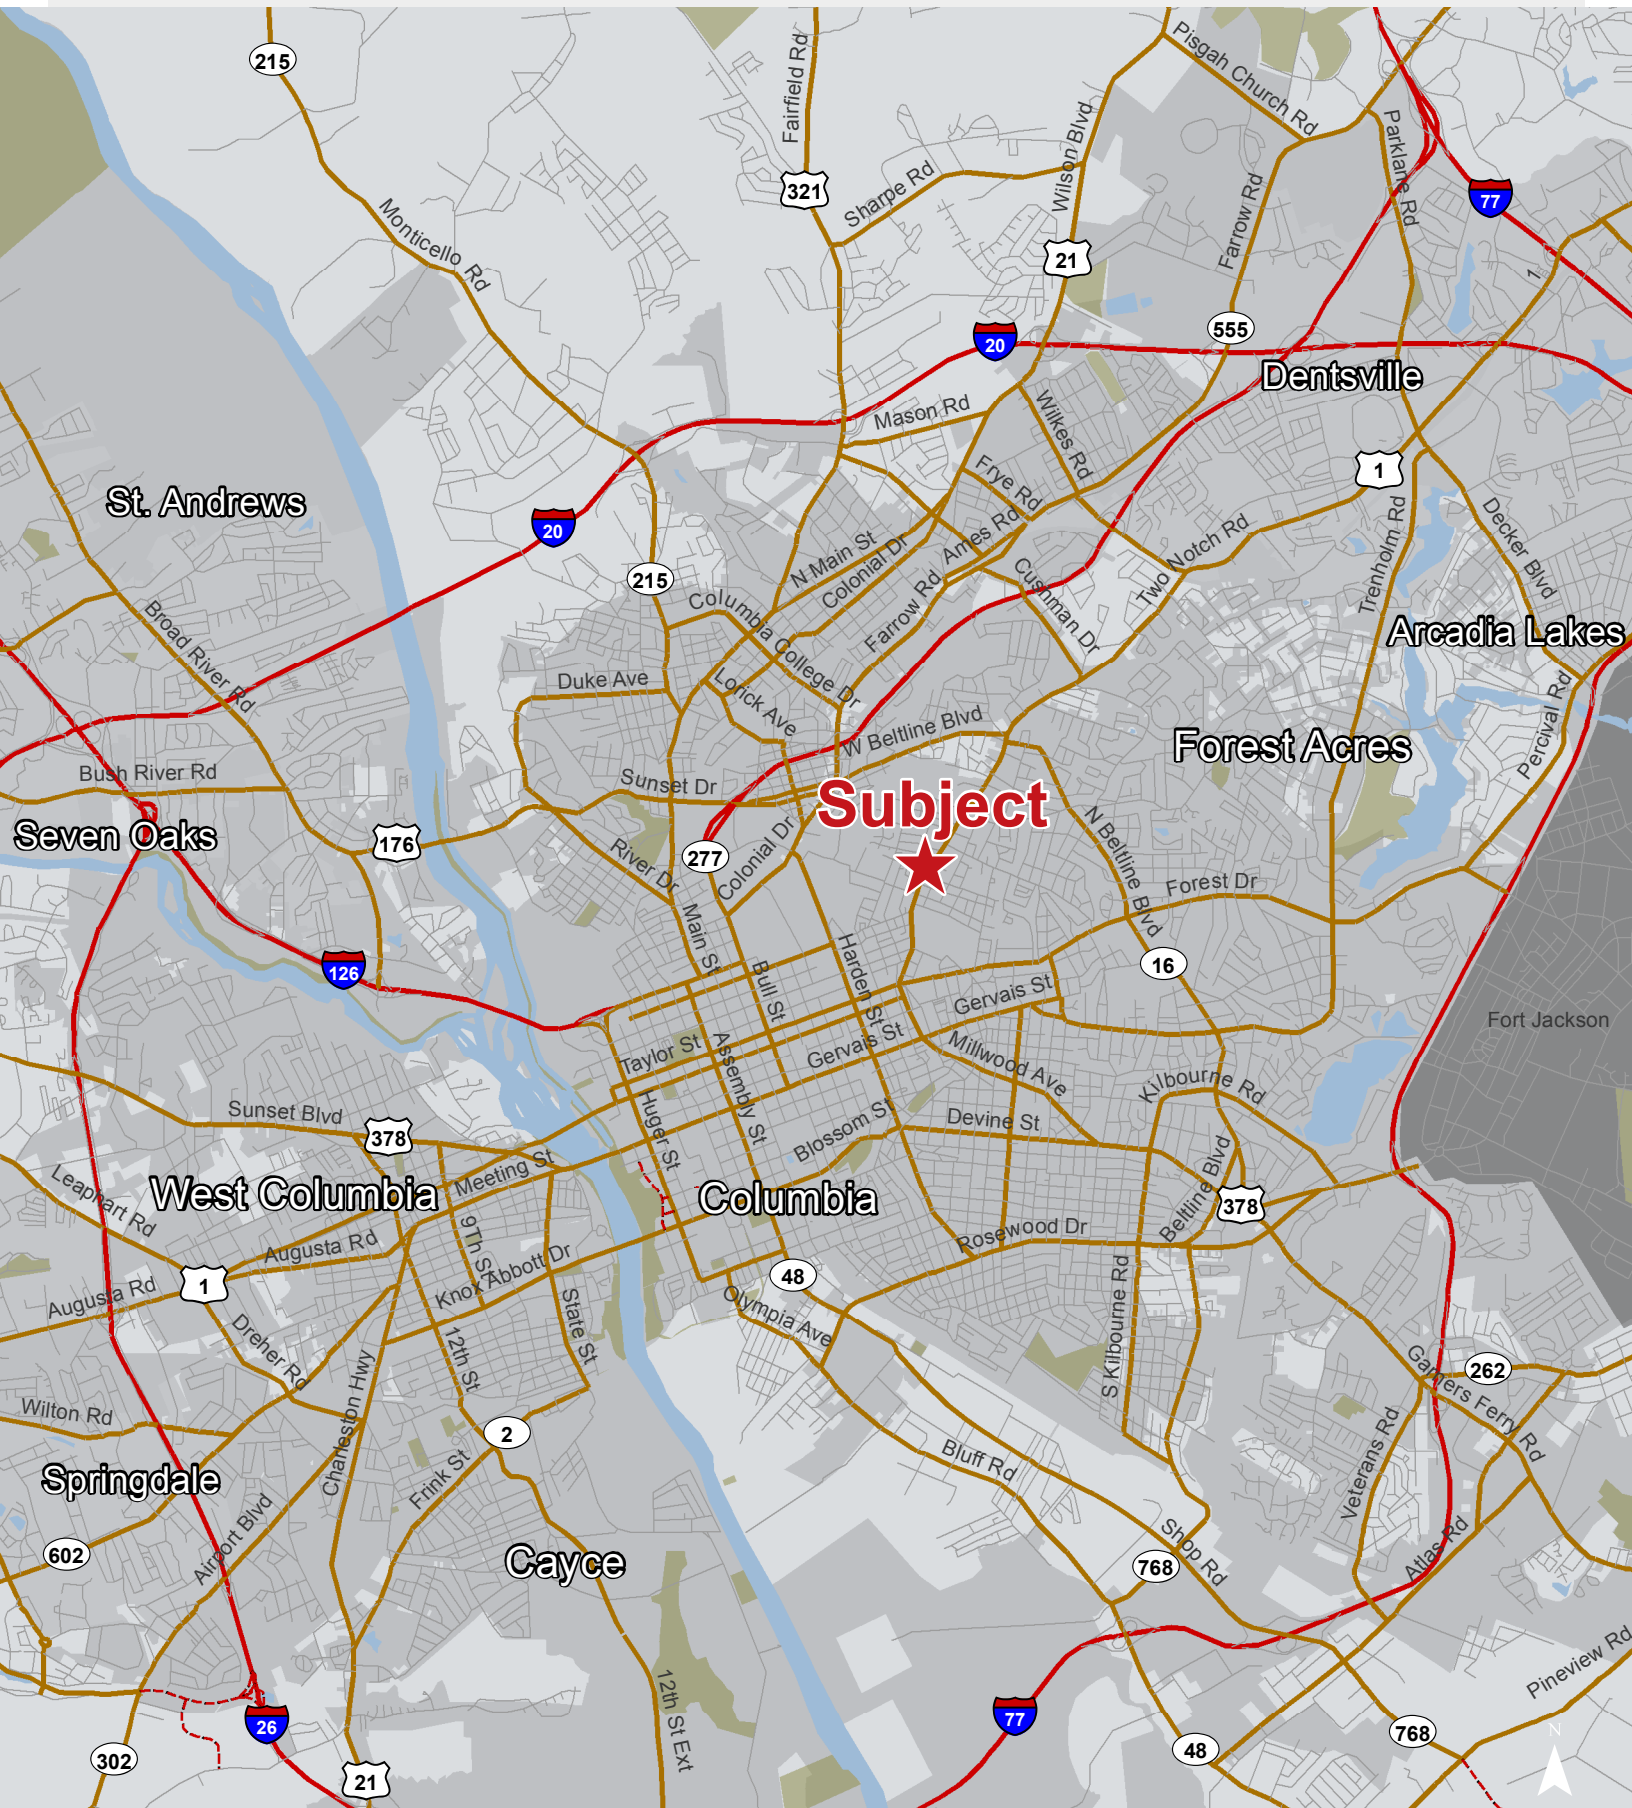 215
Fairfield Rd
Pisgah Church Rd
Wilson Blvd
Parklane Rd
321
Sharpe Rd
77
Farrow Rd
Monticello Rd
21
1
555
20
Dentsville
Mason Rd
Wilkes Rd
1
Frye Rd
St. Andrews
20
Ames Rd
Trenholm Rd
Decker Blvd
N Main St
Colonial Dr
Two Notch Rd
215
Cushman Dr
Columbia College Dr
Farrow Rd
Broad River Rd
Arcadia Lakes
Duke Ave
Lorick Ave
Percival Rd
W Beltline Blvd
Forest Acres
Bush River Rd
Sunset Dr
Subject
Seven Oaks
176
N Beltline Blvd
River Dr
277
Colonial Dr
Forest Dr
Main St
Harden St
126
Bull St
16
Gervais St
Fort Jackson
Taylor St
Assembly St
Gervais St
Millwood Ave
Kilbourne Rd
Sunset Blvd
378
Huger St
Blossom St
Devine St
Meeting St
Leaphart Rd
West Columbia
Columbia
Beltline Blvd
378
9Th St
Augusta Rd
Rosewood Dr
Knox Abbott Dr
1
48
Augusta Rd
Olympia Ave
State St
S Kilbourne Rd
Dreher Rd
12th St
Garners Ferry Rd
262
Charleston Hwy
Wilton Rd
2
Veterans Rd
Bluff Rd
Frink St
Springdale
Airport Blvd
Shop Rd
Atlas Rd
602
Cayce
768
Pineview Rd
12th St Ext
26
77
N
302
48
768
21